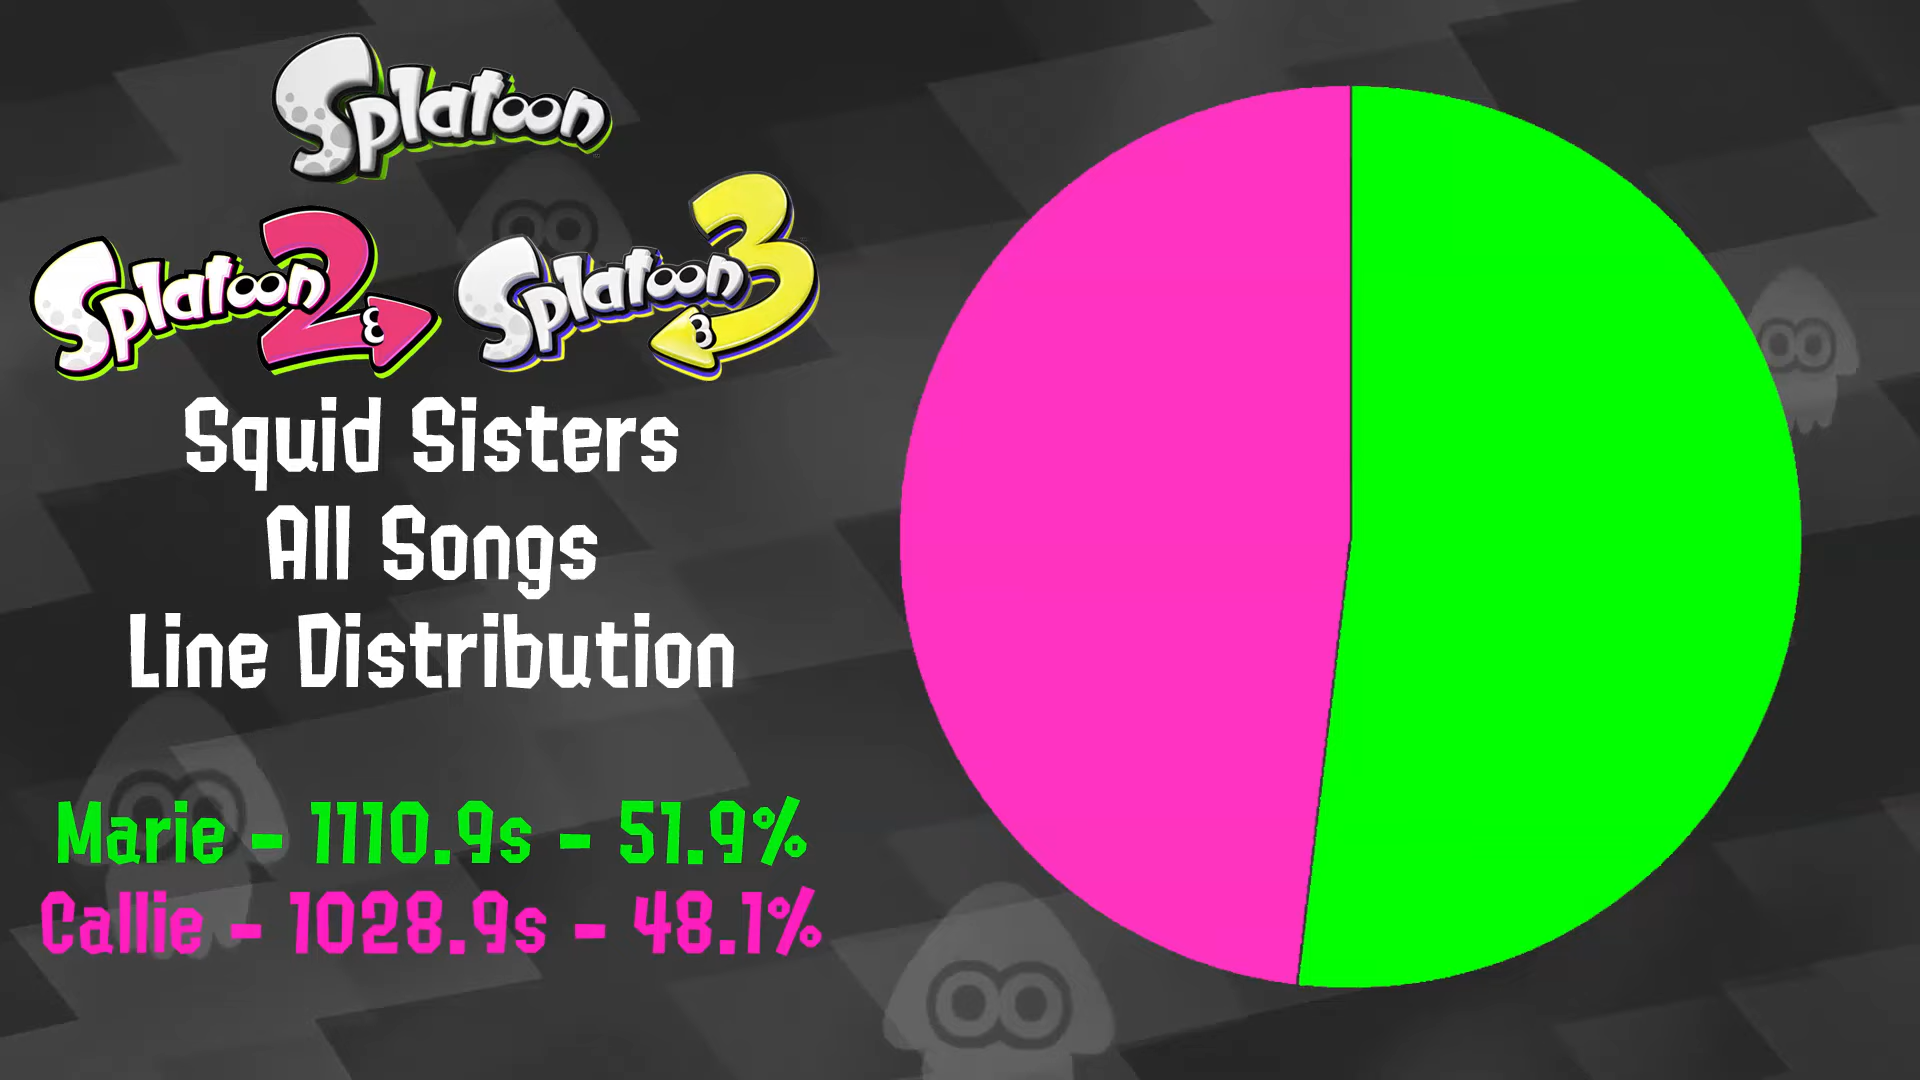 Splatoon
Splatoon 2
Splatoon 3
Squid Sisters
All Songs
Line Distribution
Marie - 1110.9s - 51.9%
Callie - 1028.9s - 48.1%